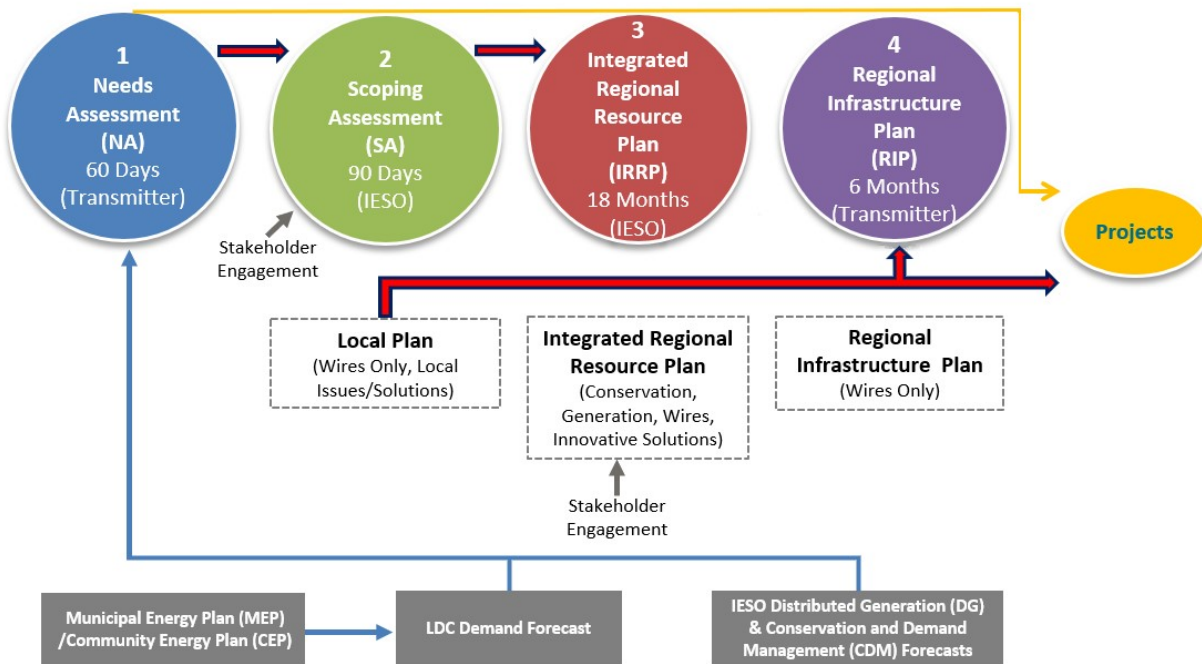 1
Needs
Assessment
(NA)
60 Days
(Transmitter)
2
Scoping
Assessment
(SA)
90 Days
(IESO)
3
Integrated
Regional
Resource
Plan
(IRRP)
18 Months
(IESO)
4
Regional
Infrastructure
Plan
(RIP)
6 Months
(Transmitter)
Projects
Stakeholder
Engagement
Local Plan
(Wires Only, Local
Issues/Solutions)
Integrated Regional
Resource Plan
(Conservation,
Generation, Wires,
Innovative Solutions)
Regional
Infrastructure Plan
(Wires Only)
Stakeholder
Engagement
Municipal Energy Plan (MEP)
/Community Energy Plan (CEP)
LDC Demand Forecast
IESO Distributed Generation (DG)
& Conservation and Demand
Management (CDM) Forecasts